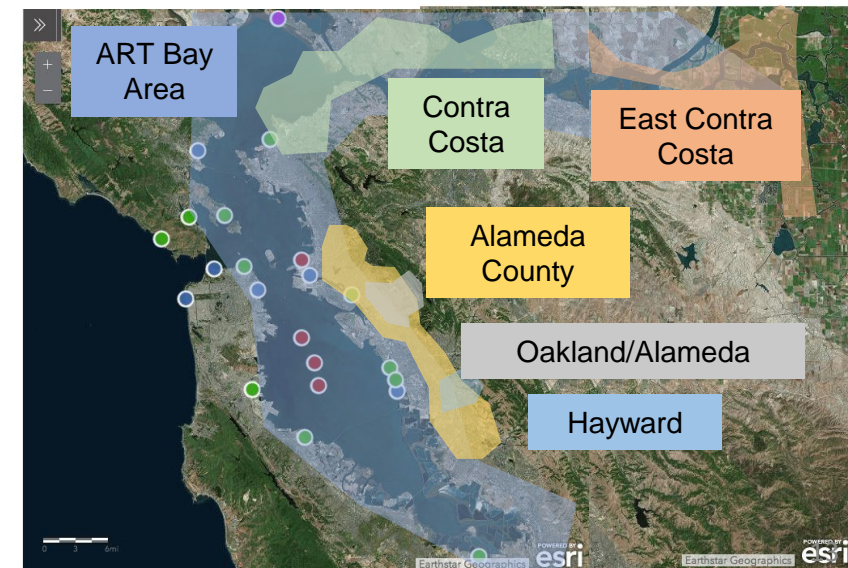 ART Bay
Area
Contra
Costa
East Contra
Costa
Alameda
County
Oakland/Alameda
Hayward
0 3 6mi
Earthstar Geographics
POWERED BY
esri
Earthstar Geographics
POWERED BY
esri